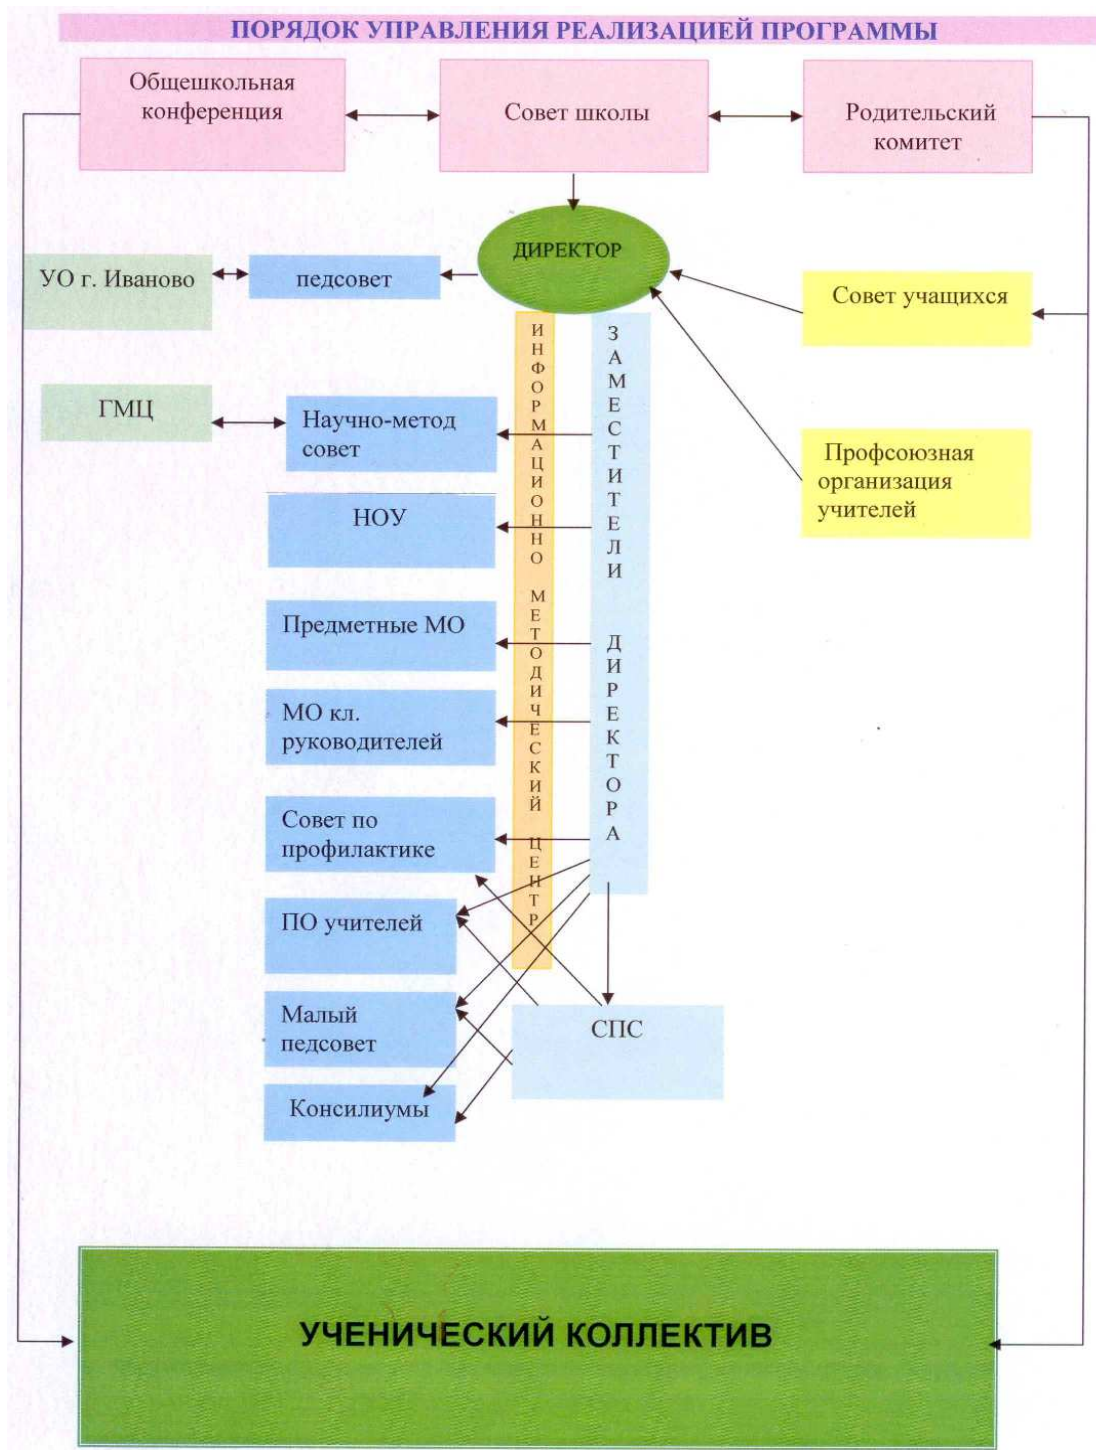 ПОРЯДОК УПРАВЛЕНИЯ РЕАЛИЗАЦИЕЙ ПРОГРАММЫ
Общешкольная
конференция
Совет школы
Родительский
комитет
ДИРЕКТОР
УО г. Иваново
педсовет
Совет учащихся
ИНФОРМАЦИОННО МЕТОДИЧЕСКИЙ ЦЕНТР
ЗАМЕСТИТЕЛИ ДИРЕКТОРА
ГМЦ
Научно-метод
совет
Профсоюзная
организация
учителей
НОУ
Предметные МО
МО кл.
руководителей
Совет по
профилактике
ПО учителей
Малый
педсовет
СПС
Консилиумы
УЧЕНИЧЕСКИЙ КОЛЛЕКТИВ